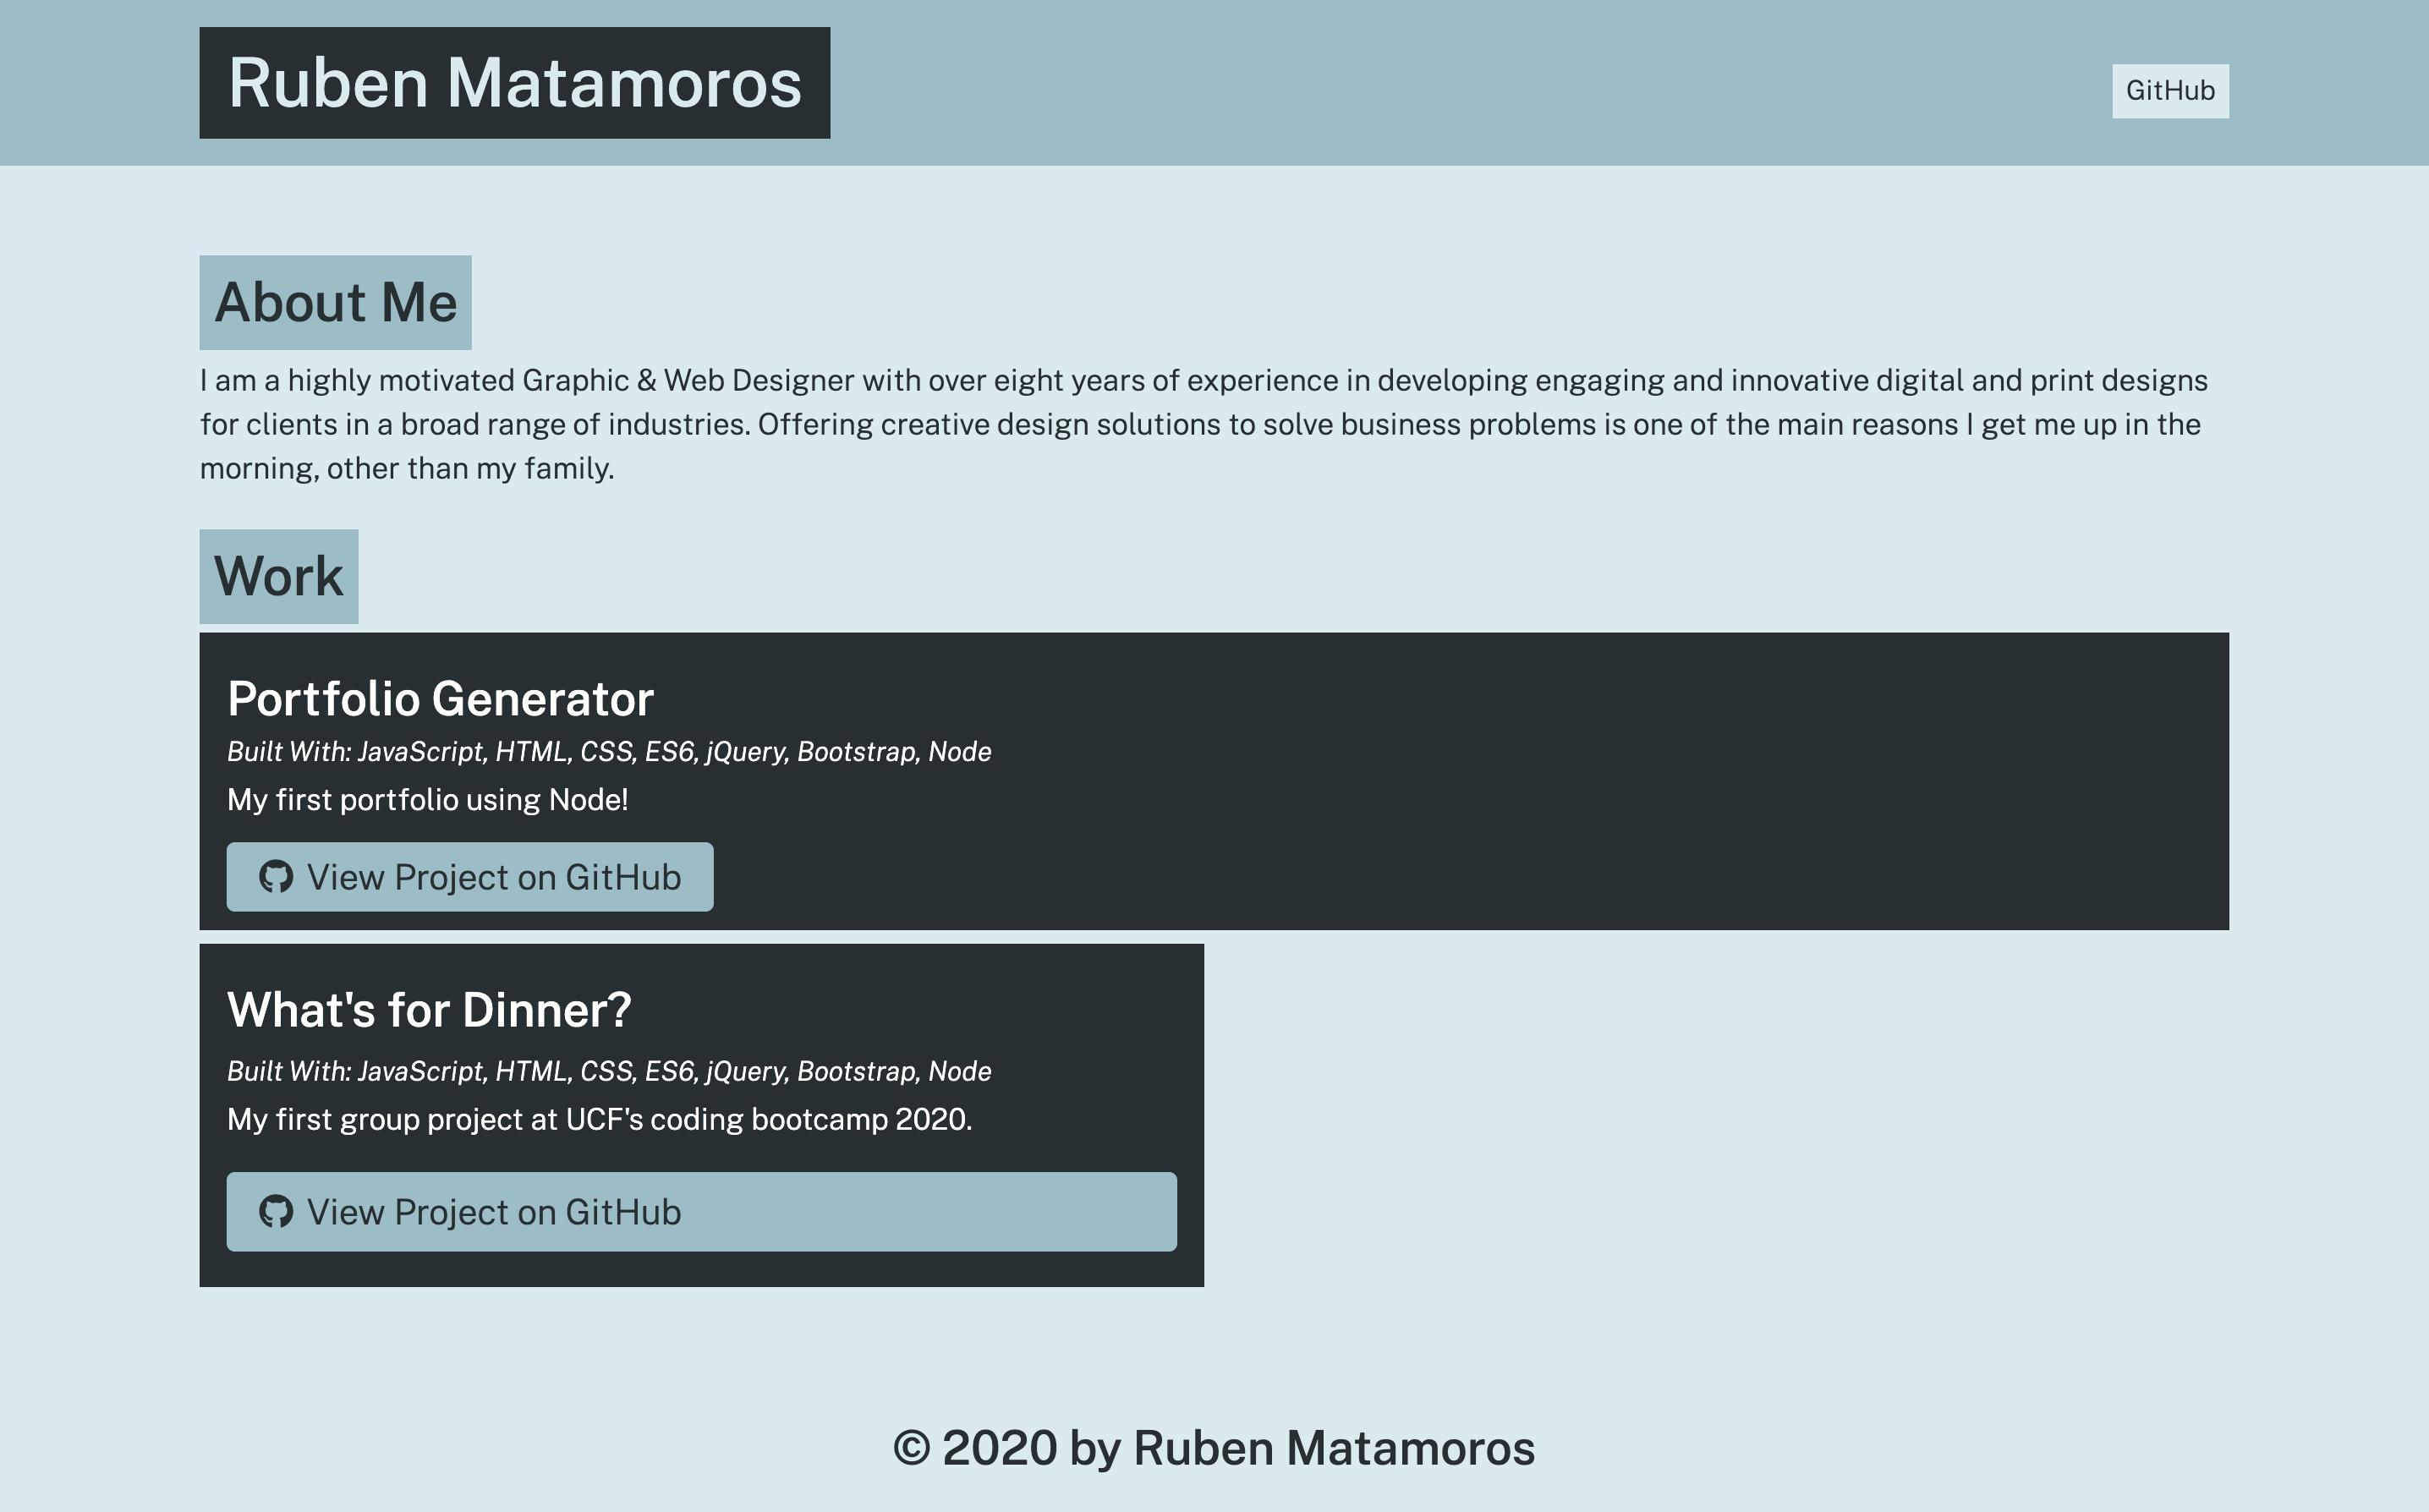 Ruben Matamoros
GitHub
About Me
I am a highly motivated Graphic & Web Designer with over eight years of experience in developing engaging and innovative digital and print designs
for clients in a broad range of industries. Offering creative design solutions to solve business problems is one of the main reasons I get me up in the
morning, other than my family.
Work
Portfolio Generator
Built With: JavaScript, HTML, CSS, ES6, jQuery, Bootstrap, Node
My first portfolio using Node!
View Project on GitHub
What's for Dinner?
Built With: JavaScript, HTML, CSS, ES6, jQuery, Bootstrap, Node
My first group project at UCF's coding bootcamp 2020.
View Project on GitHub
© 2020 by Ruben Matamoros